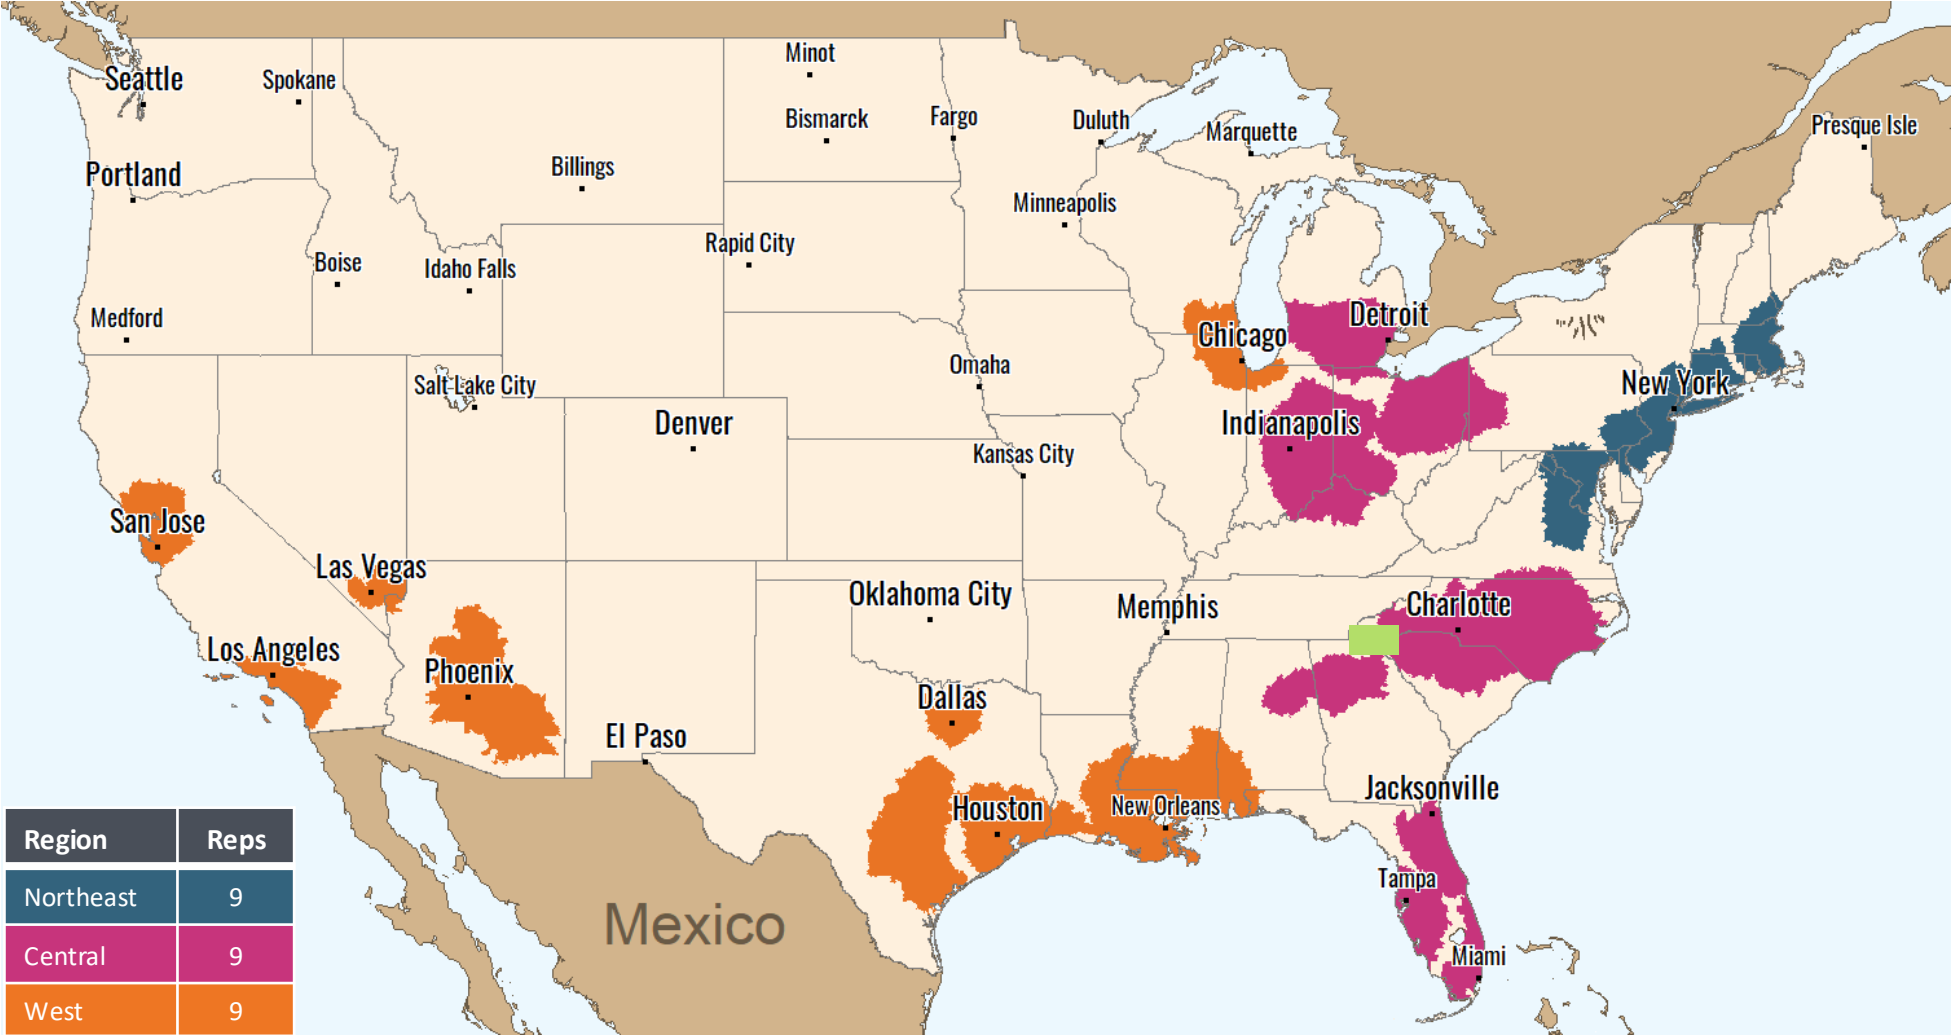 Minot
Seattle
Spokane
Bismarck
Fargo
Duluth
Marquette
Presque Isle
Portland
Billings
Minneapolis
Rapid City
Boise
Idaho Falls
Medford
Chicago
Detroit
Omaha
Salt Lake City
New York
Denver
Indianapolis
Kansas City
San Jose
Las Vegas
Oklahoma City
Memphis
Charlotte
Los Angeles
Phoenix
Dallas
El Paso
Houston
New Orleans
Jacksonville
Tampa
Miami
Mexico
Region Reps
Northeast 9
Central 9
West 9